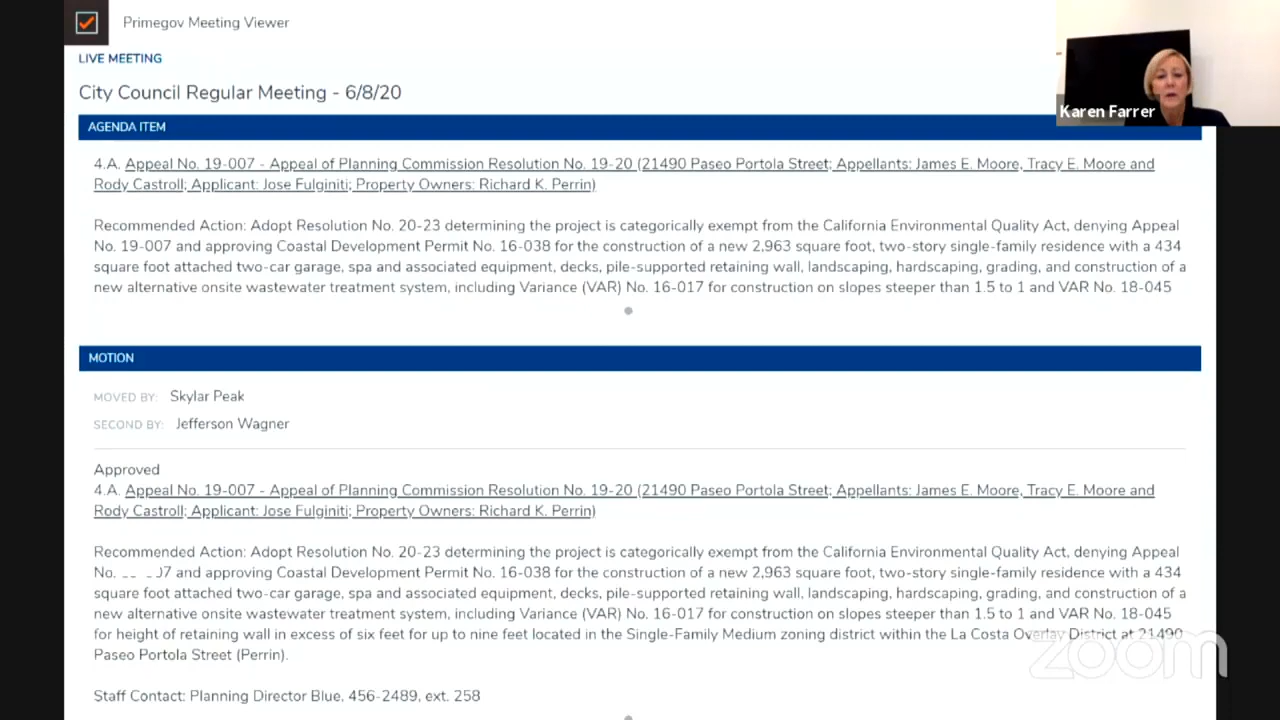 Primegov Meeting Viewer
LIVE MEETING
City Council Regular Meeting - 6/8/20
Karen Farrer
AGENDA ITEM
4.A. Appeal No. 19-007 - Appeal of Planning Commission Resolution No. 19-20 (21490 Paseo Portola Street; Appellants: James E. Moore, Tracy E. Moore and
Rody Castroll; Applicant: Jose Fulginiti; Property Owners: Richard K. Perrin)
Recommended Action: Adopt Resolution No. 20-23 determining the project is categorically exempt from the California Environmental Quality Act, denying Appeal
No. 19-007 and approving Coastal Development Permit No. 16-038 for the construction of a new 2,963 square foot, two-story single-family residence with a 434
square foot attached two-car garage, spa and associated equipment, decks, pile-supported retaining wall, landscaping, hardscaping, grading, and construction of a
new alternative onsite wastewater treatment system, including Variance (VAR) No. 16-017 for construction on slopes steeper than 1.5 to 1 and VAR No. 18-045
MOTION
MOVED BY: Skylar Peak
SECOND BY: Jefferson Wagner
Approved
4.A. Appeal No. 19-007 - Appeal of Planning Commission Resolution No. 19-20 (21490 Paseo Portola Street; Appellants: James E. Moore, Tracy E. Moore and
Rody Castroll; Applicant: Jose Fulginiti; Property Owners: Richard K. Perrin)
Recommended Action: Adopt Resolution No. 20-23 determining the project is categorically exempt from the California Environmental Quality Act, denying Appeal
No. 07 and approving Coastal Development Permit No. 16-038 for the construction of a new 2,963 square foot, two-story single-family residence with a 434
square foot attached two-car garage, spa and associated equipment, decks, pile-supported retaining wall, landscaping, hardscaping, grading, and construction of a
new alternative onsite wastewater treatment system, including Variance (VAR) No. 16-017 for construction on slopes steeper than 1.5 to 1 and VAR No. 18-045
for height of retaining wall in excess of six feet for up to nine feet located in the Single-Family Medium zoning district within the La Costa Overlay District at 21490
Paseo Portola Street (Perrin).
zoom
Staff Contact: Planning Director Blue, 456-2489, ext. 258